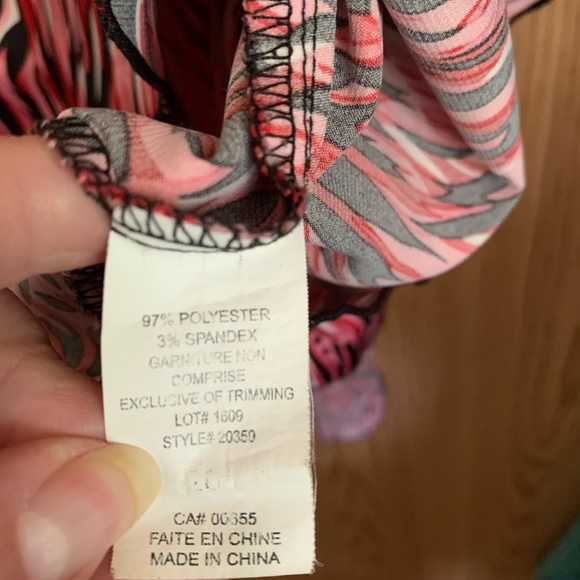 97% POLYESTER
3% SPANDEX
GARNITURE NON
COMPRISE
EXCLUSIVE OF TRIMMING
LOT# 1609
STYLE# 20350
CA# 00655
FAITE EN CHINE
MADE IN CHINA